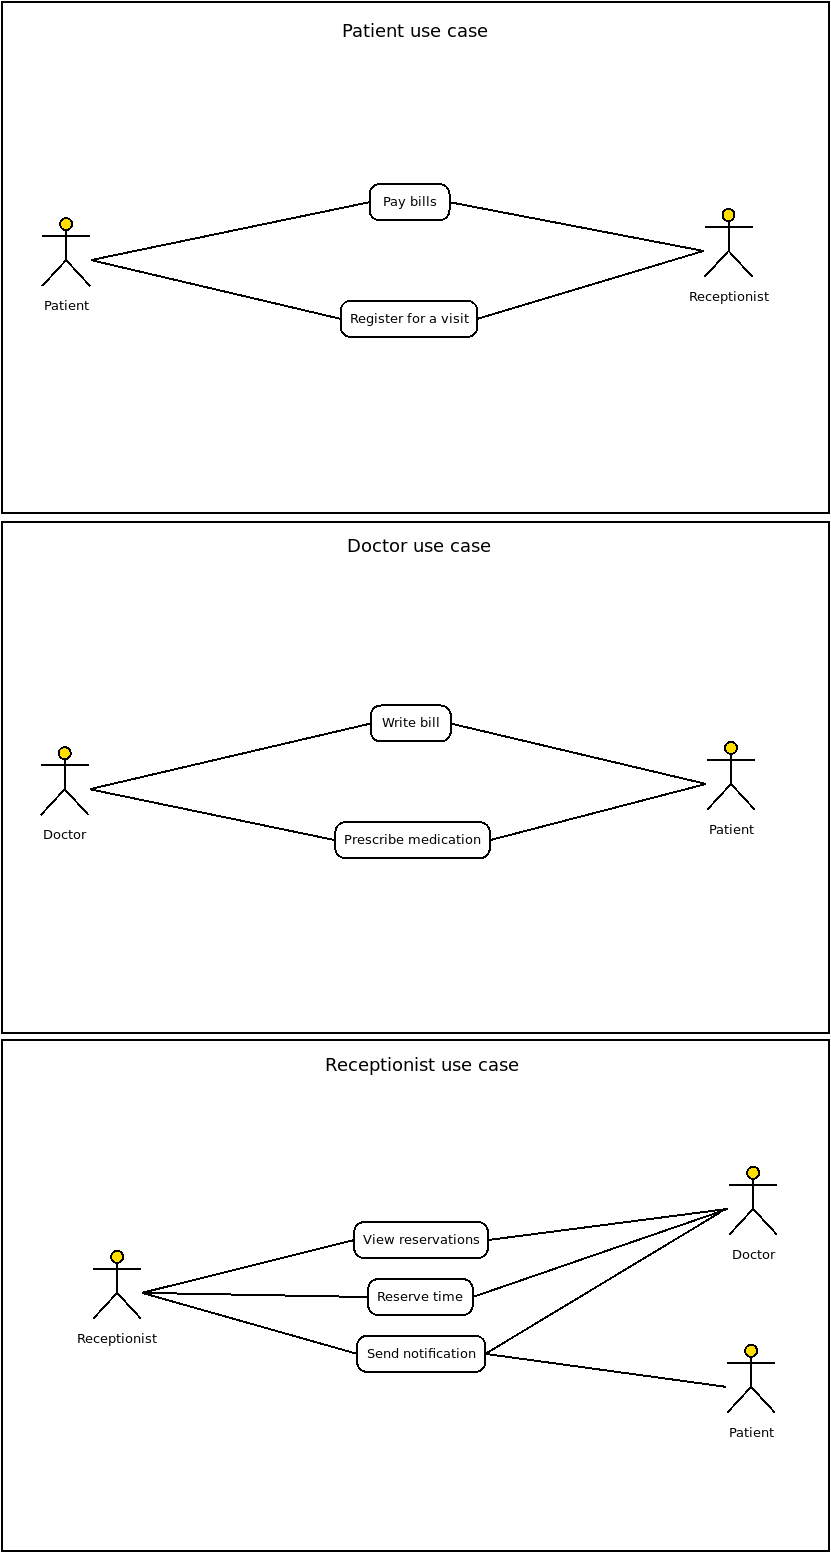 Patient use case
Pay bills
Patient
Receptionist
Register for a visit
Doctor use case
Write bill
Doctor
Patient
Prescribe medication
Receptionist use case
View reservations
Doctor
Reserve time
Receptionist
Send notification
Patient